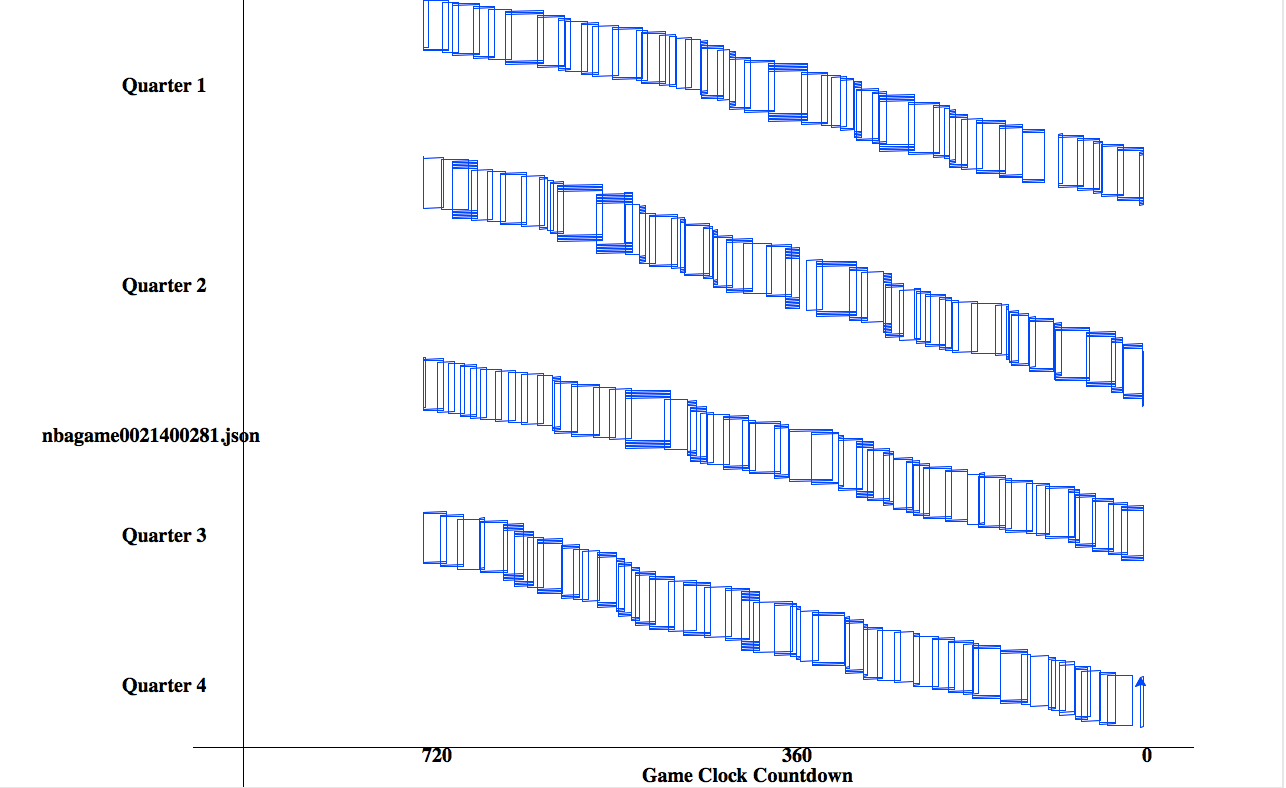 Quarter 1
Quarter 2
nbagame0021400281.json
Quarter 3
Quarter 4
720 360 0
Game Clock Countdown